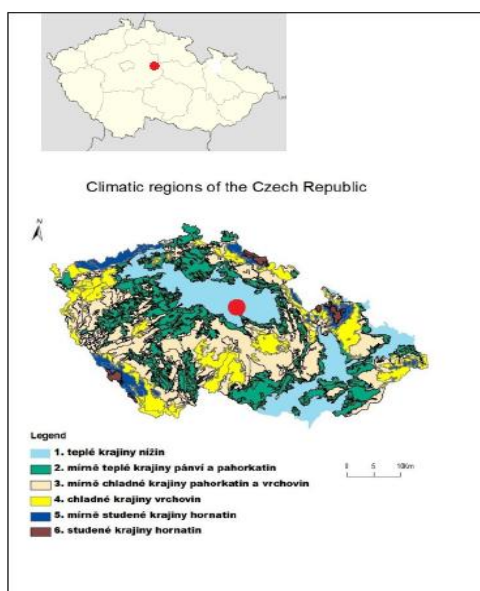 Climatic regions of the Czech Republic
N
Legend
1. teplé krajiny nížin
2. mírně teplé krajiny pánví a pahorkatin
3. mírně chladné krajiny pahorkatin a vrchovin
4. chladné krajiny vrchovin
5. mírně studené krajiny hornatin
6. studené krajiny hornatin
0 5 10Km